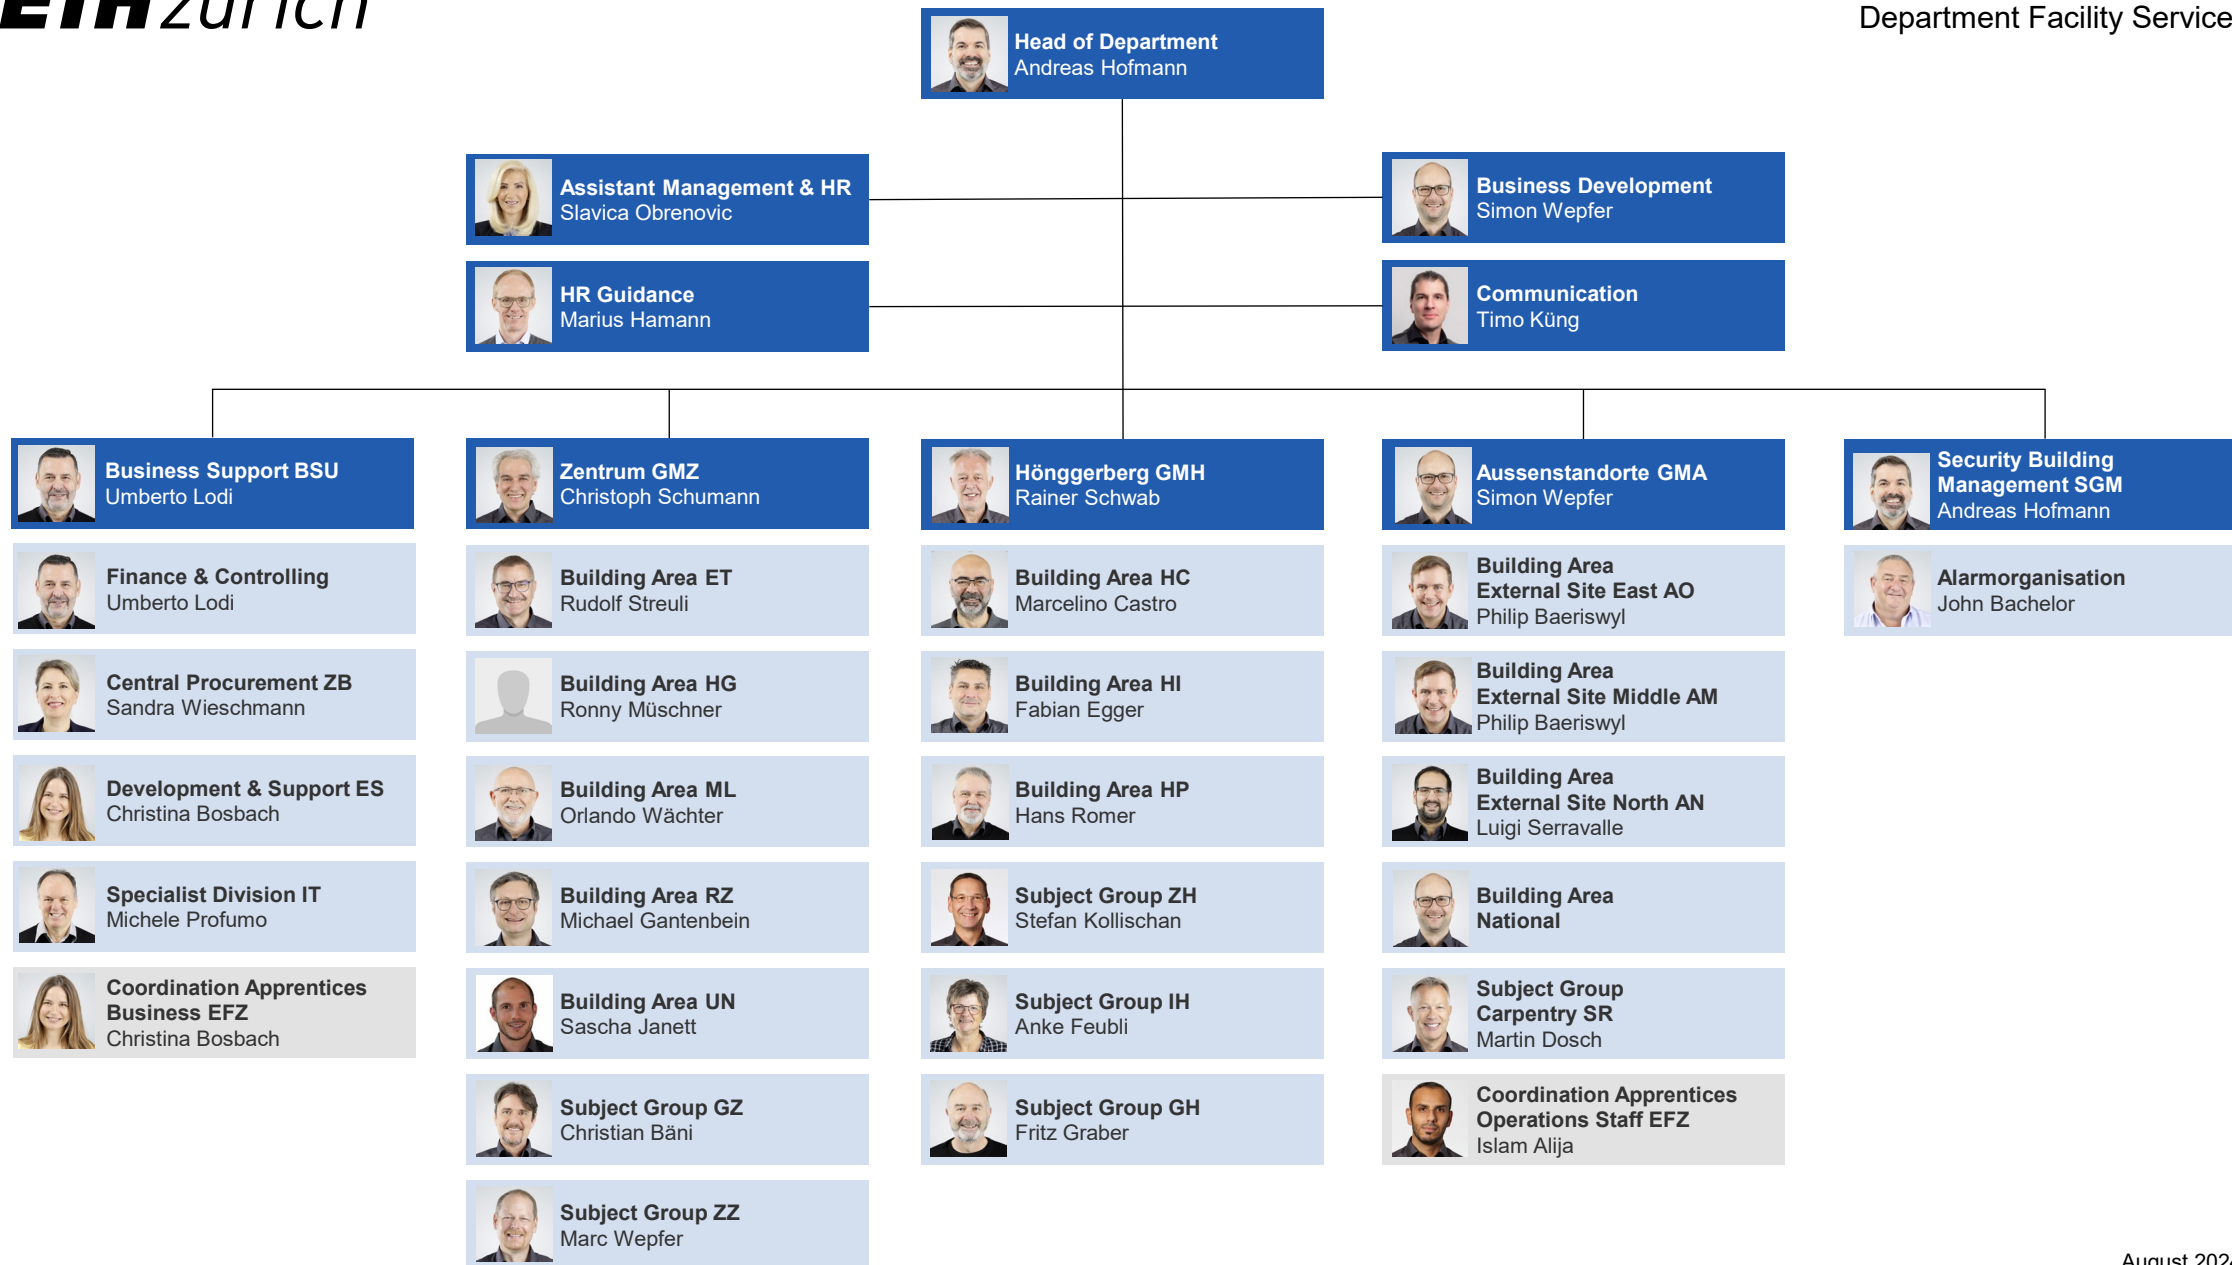 ETH zürich
Department Facility Service
Head of Department
Andreas Hofmann
Assistant Management & HR
Slavica Obrenovic
Business Development
Simon Wepfer
HR Guidance
Marius Hamann
Communication
Timo Küng
Business Support BSU
Umberto Lodi
Finance & Controlling
Umberto Lodi
Central Procurement ZB
Sandra Wieschmann
Development & Support ES
Christina Bosbach
Specialist Division IT
Michele Profumo
Coordination Apprentices
Business EFZ
Christina Bosbach
Zentrum GMZ
Christoph Schumann
Building Area ET
Rudolf Streuli
Building Area HG
Ronny Müschner
Building Area ML
Orlando Wächter
Building Area RZ
Michael Gantenbein
Building Area UN
Sascha Janett
Subject Group GZ
Christian Bäni
Subject Group ZZ
Marc Wepfer
Hönggerberg GMH
Rainer Schwab
Building Area HC
Marcelino Castro
Building Area HI
Fabian Egger
Building Area HP
Hans Romer
Subject Group ZH
Stefan Kollischan
Subject Group IH
Anke Feubli
Subject Group GH
Fritz Graber
Aussenstandorte GMA
Simon Wepfer
Building Area
External Site East AO
Philip Baeriswyl
Building Area
External Site Middle AM
Philip Baeriswyl
Building Area
External Site North AN
Luigi Serravalle
Building Area
National
Subject Group
Carpentry SR
Martin Dosch
Coordination Apprentices
Operations Staff EFZ
Islam Alija
Security Building
Management SGM
Andreas Hofmann
Alarmorganisation
John Bachelor
August 2024